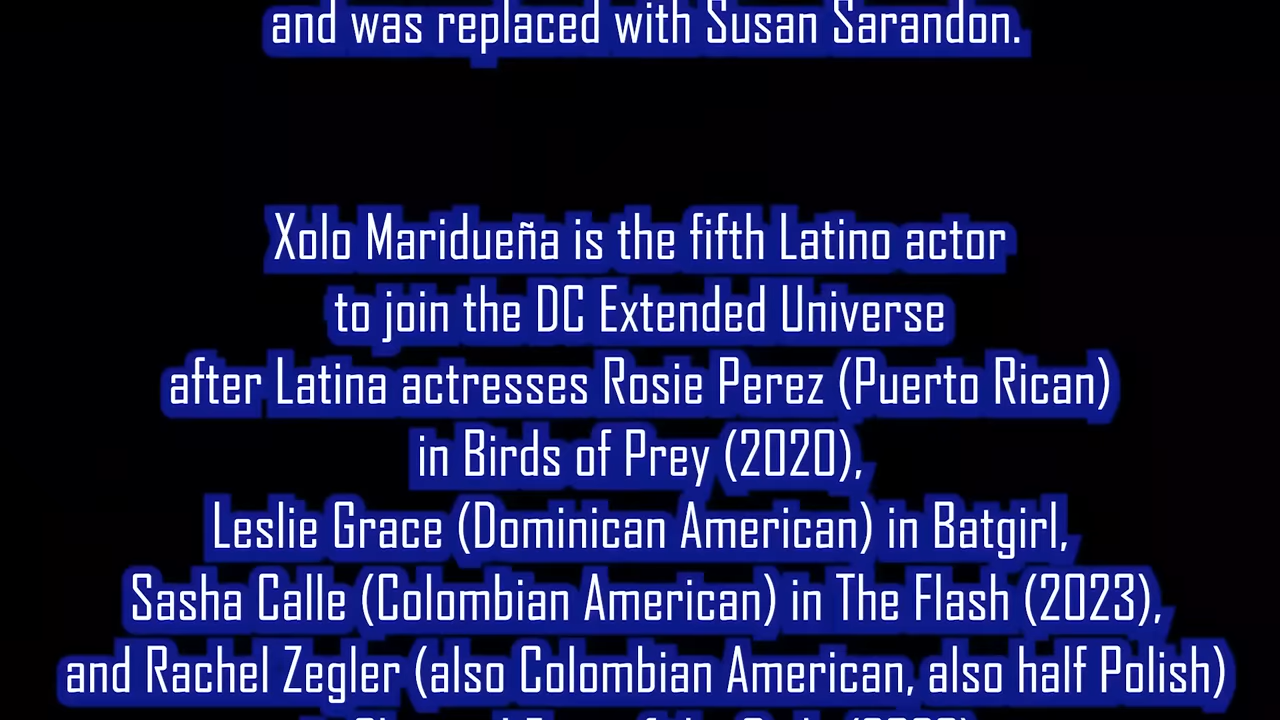 and was replaced with Susan Sarandon.
Xolo Maridueña is the fifth Latino actor
to join the DC Extended Universe
after Latina actresses Rosie Perez (Puerto Rican)
in Birds of Prey (2020),
Leslie Grace (Dominican American) in Batgirl,
Sasha Calle (Colombian American) in The Flash (2023),
and Rachel Zegler (also Colombian American, also half Polish)